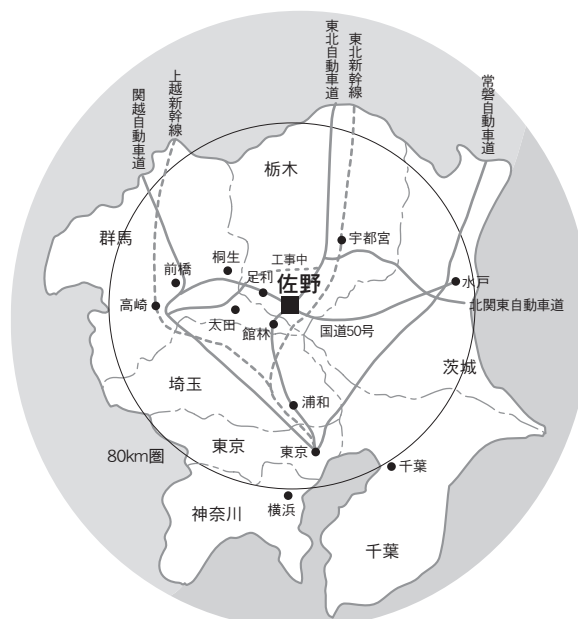 東北自動車道
東北新幹線
常磐自動車道
上越新幹線
関越自動車道
栃木
群馬
宇都宮
桐生
工事中
前橋
足利
佐野
水戸
高崎
北関東自動車道
太田
館林
国道50号
茨城
埼玉
浦和
東京
80km圏
東京
千葉
横浜
神奈川
千葉